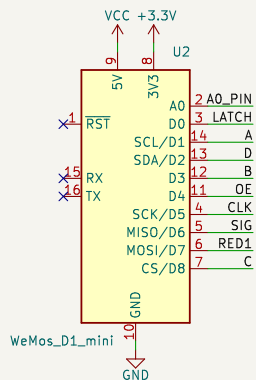 VCC +3.3V
U2
9 8
5V 3V3
A0 2 A0_PIN
1 RST D0 3 LATCH
SCL/D1 14 A
SDA/D2 13 D
15 RX D3 12 B
16 TX D4 11 OE
SCK/D5 4 CLK
MISO/D6 5 SIG
MOSI/D7 6 RED1
CS/D8 7 C
GND
10
WeMos_D1_mini
GND